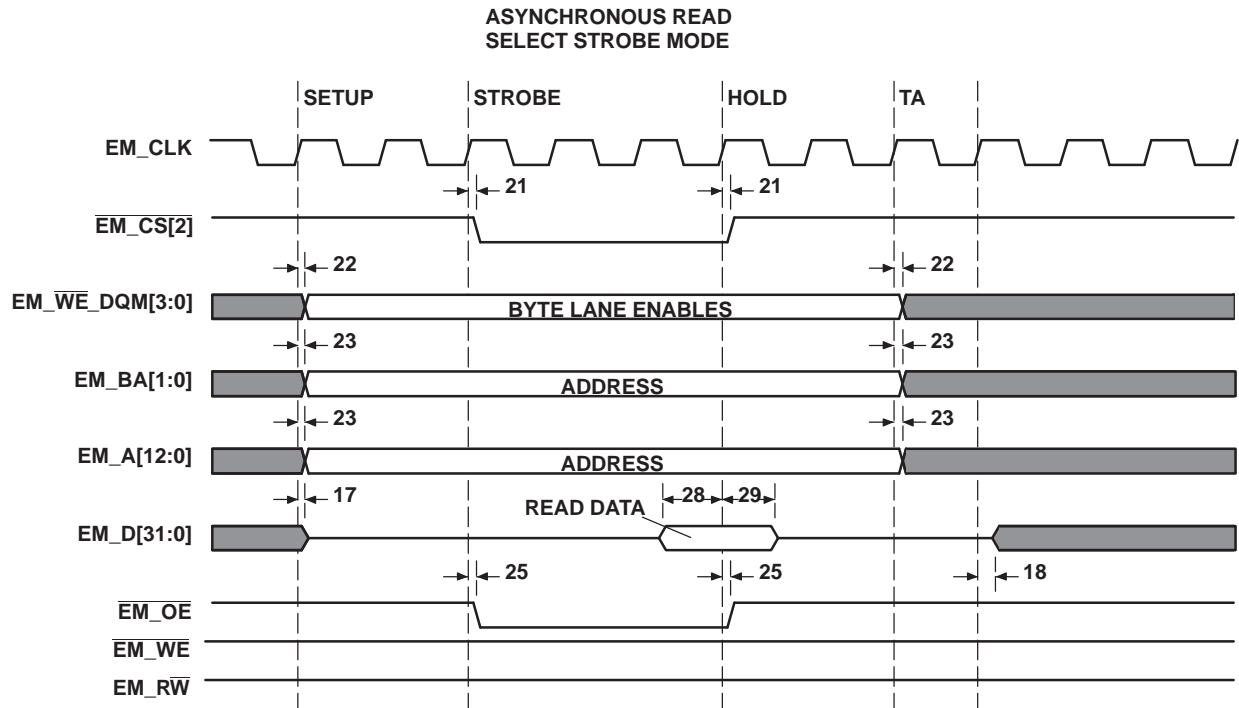 ASYNCHRONOUS READ
SELECT STROBE MODE
SETUP STROBE HOLD TA
EM_CLK
21 21
EM_CS[2]
22 22
EM_WE_DQM[3:0] BYTE LANE ENABLES
23 23
EM_BA[1:0] ADDRESS
23 23
EM_A[12:0] ADDRESS
17 28 29
READ DATA
EM_D[31:0]
25 25 18
EM_OE
EM_WE
EM_RW